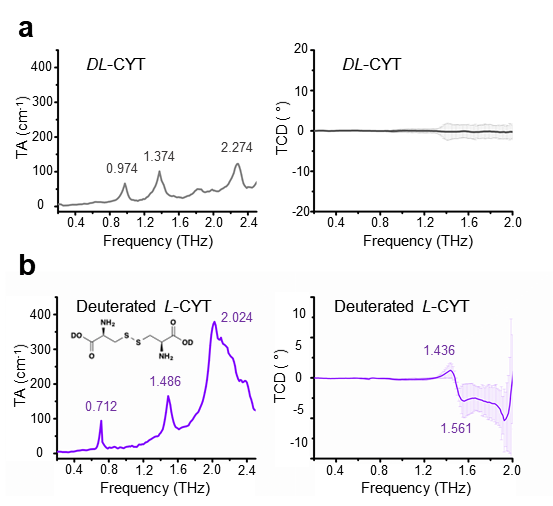 a
DL-CYT
TA (cm-1)
400
300
200
100
0
0.974
1.374
2.274
0.4 0.8 1.2 1.6 2.0 2.4
Frequency (THz)
DL-CYT
TCD ( °)
20
10
0
-10
-20
0.4 0.8 1.2 1.6 2.0
Frequency (THz)
b
Deuterated L-CYT
TA (cm-1)
400
300
200
100
0
2.024
1.486
0.712
NH2
O
DO
S
S
OD
O
NH2
0.4 0.8 1.2 1.6 2.0 2.4
Frequency (THz)
Deuterated L-CYT
TCD ( °)
10
5
0
-5
-10
1.436
1.561
0.4 0.8 1.2 1.6 2.0
Frequency (THz)